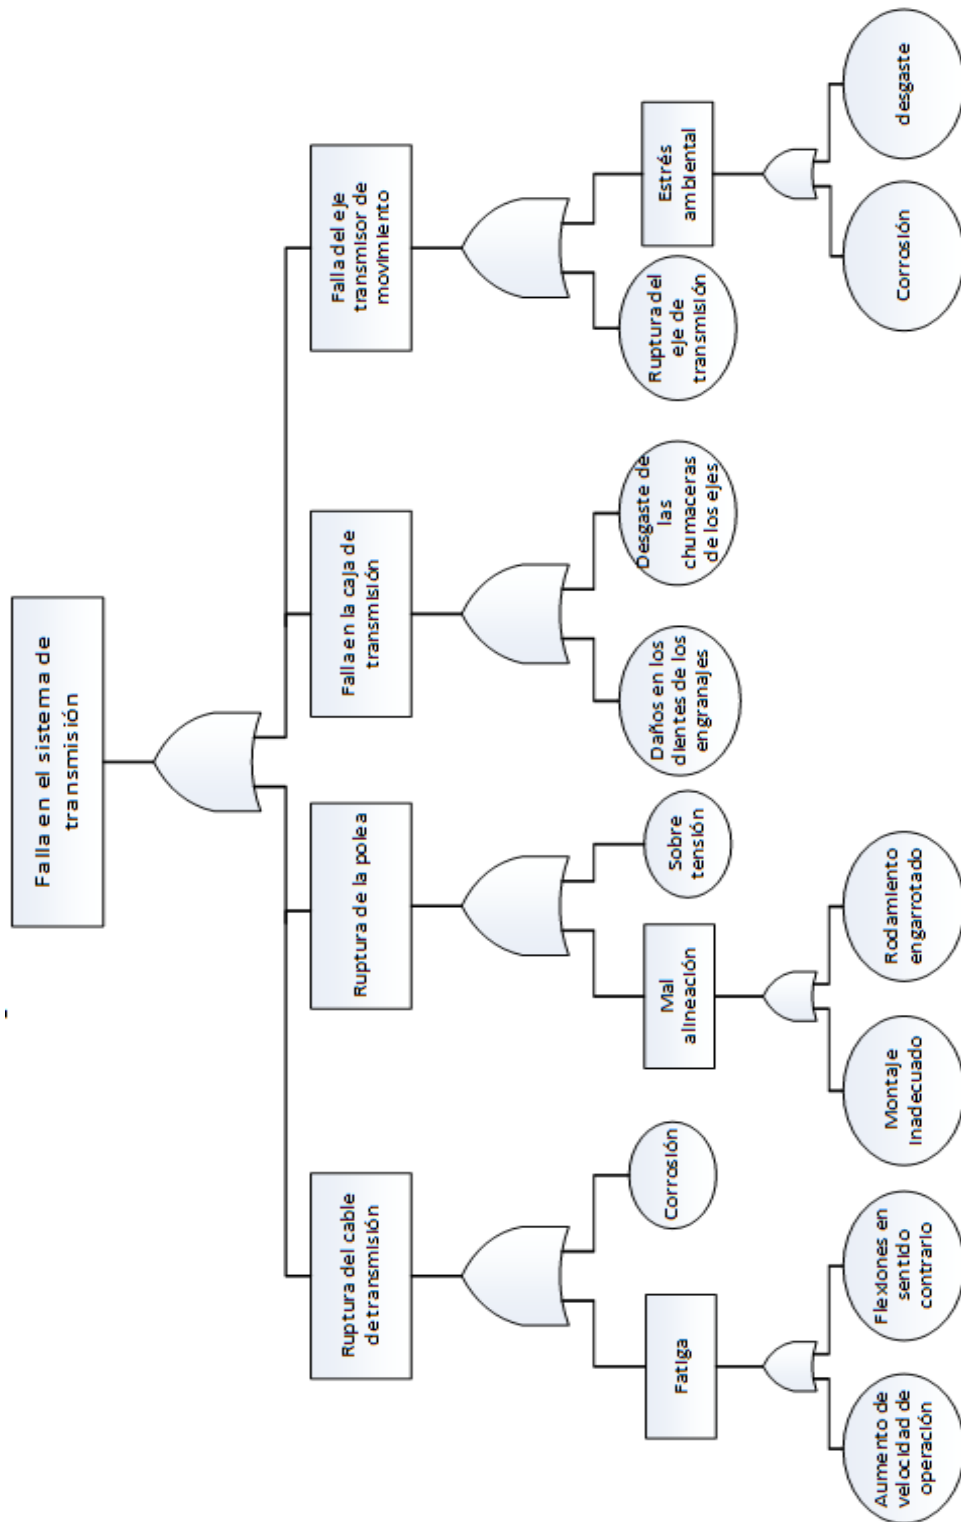 Falla en el sistema de
transmisión
Ruptura del cable
de transmisión
Ruptura de la polea
Falla en la caja de
transmisión
Falla del eje
transmisor de
movimiento
Fatiga
Corrosión
Mal
alineación
Sobre
tensión
Daños en los
dientes de los
engranajes
Desgaste de
las
chumaceras
de los ejes
Ruptura del
eje de
transmisión
Estrés
ambiental
Aumento de
velocidad de
operación
Flexiones en
sentido
contrario
Montaje
inadecuado
Rodamiento
engarrotado
Corrosión
desgaste